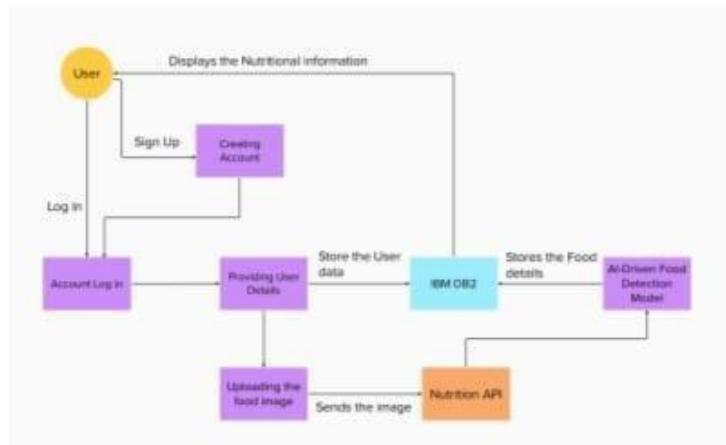 Displays the Nutritional information
User
Sign Up
Creating
Account
Log In
Account Log In
Providing User
Details
Store the User
data
IBM DB2
Stores the Food
details
AI-Driven Food
Detection
Model
Uploading the
food image
Sends the image
Nutrition API